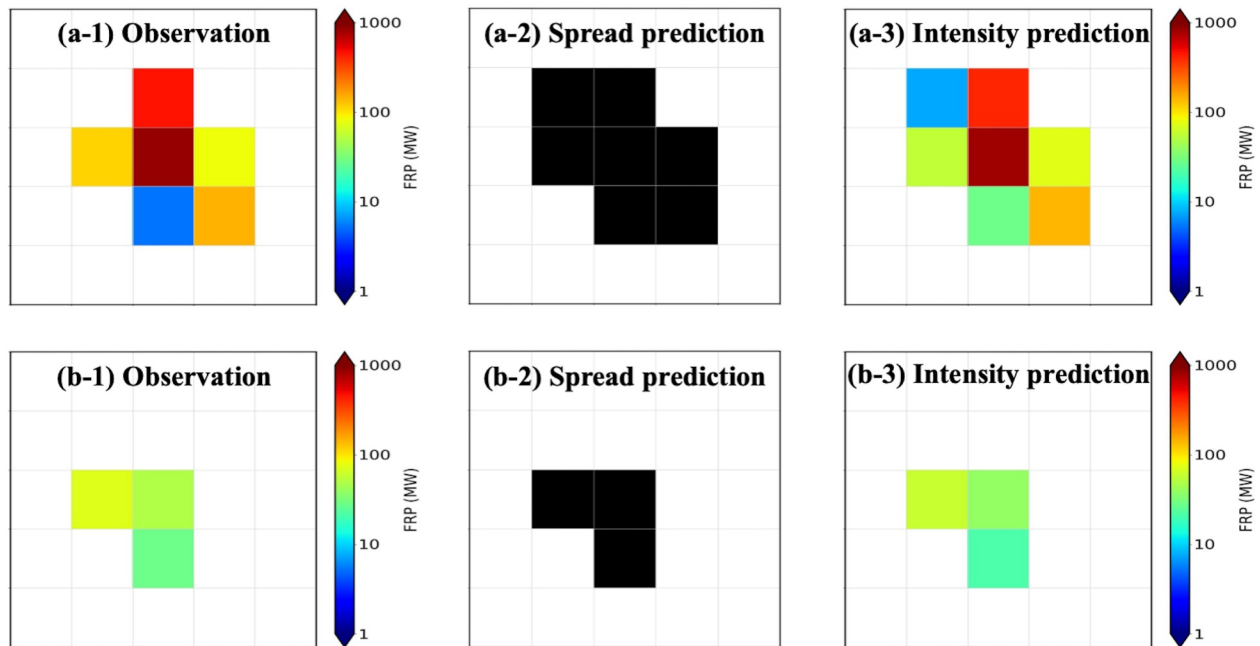 (a-1) Observation
1000
100
10
1
FRP (MW)
(a-2) Spread prediction
(a-3) Intensity prediction
1000
100
10
1
FRP (MW)
(b-1) Observation
1000
100
10
1
FRP (MW)
(b-2) Spread prediction
(b-3) Intensity prediction
1000
100
10
1
FRP (MW)